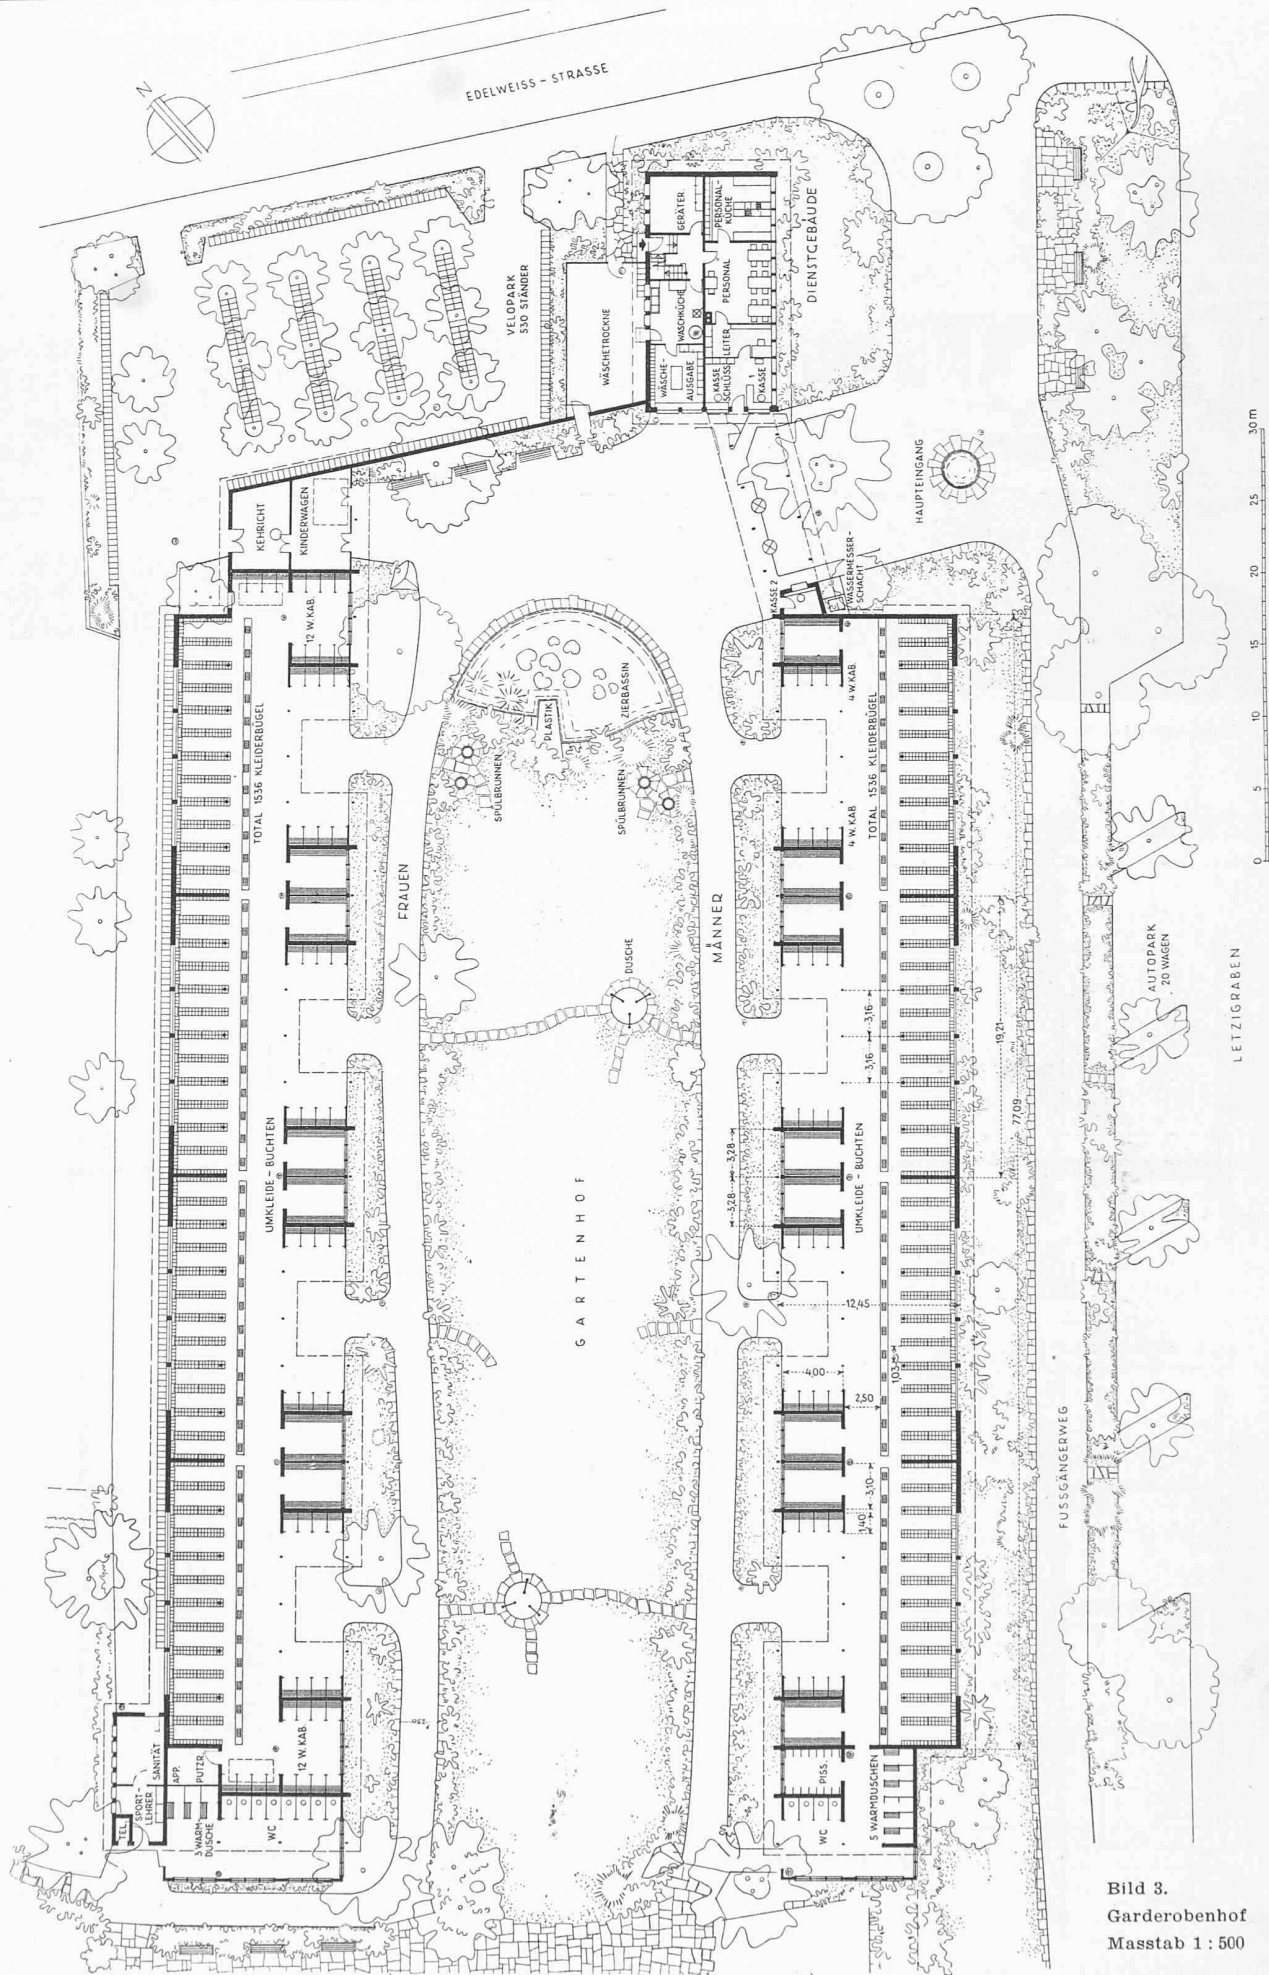 N
EDELWEISS – STRASSE
VELOPARK
530 STÄNDER
WÄSCHETROCKNE
GERÄTER.
PERSONAL-
KÜCHE
PERSONAL
WASCHKÜCHE
LEITER
WÄSCHE-
AUSGABE
KASSE
SCHLÜSS.
KASSE 1
DIENSTGEBÄUDE
HAUPTEINGANG
KEHRICHT
KINDERWAGEN
12 W.KAB.
KASSE 2
WASSERMESSER-
SCHACHT
TOTAL 1536 KLEIDERBÜGEL
PLASTIK
ZIERBASSIN
SPÜLBRUNNEN
SPÜLBRUNNEN
4 W.KAB.
4 W.KAB
TOTAL 1536 KLEIDERBÜGEL
FRAUEN
MÄNNER
DUSCHE
3,16
3,16
19,21
77,09
UMKLEIDE – BUCHTEN
GARTENHOF
3,28
3,28
UMKLEIDE – BUCHTEN
12,45
4,00
2,50
1,03
3,10
1,40
AUTOPARK
20 WAGEN
LETZIGRABEN
FUSSGÄNGERWEG
0
5
10
15
20
25
30 m
SANITÄT
APP.
PUTZR.
SPORT-
LEHRER
TEL.
3 WARM-
DUSCHE
WC
12 W.KAB.
PISS.
WC
5 WARMDUSCHEN
Bild 3.
Garderobenhof
Masstab 1 : 500